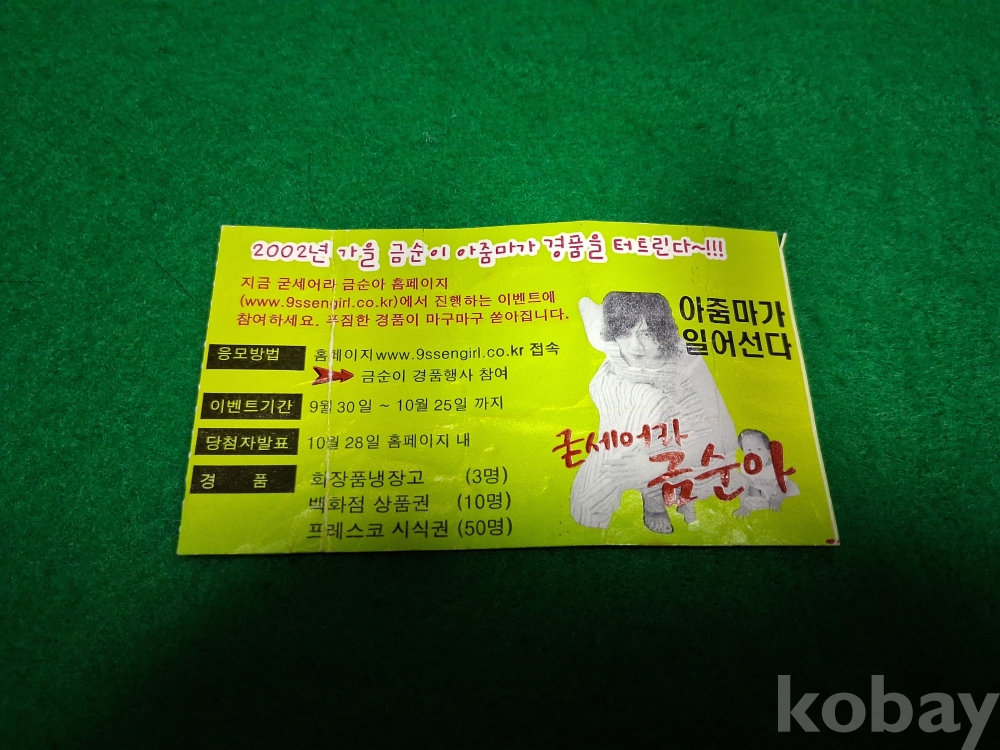 2002년 가을 금순이 아줌마가 경품을 터트린다~!!!
지금 굳세어라 금순아 홈페이지
(www.9ssengirl.co.kr)에서 진행하는 이벤트에
참여하세요. 푸짐한 경품이 마구마구 쏟아집니다.
응모방법 홈페이지www.9ssengirl.co.kr 접속
금순이 경품행사 참여
이벤트기간 9월 30일 ~ 10월 25일 까지
당첨자발표 10월 28일 홈페이지 내
경 품 화장품냉장고 (3명)
백화점 상품권 (10명)
프레스코 시식권 (50명)
아줌마가
일어선다
굳세어라
금순아
kobay